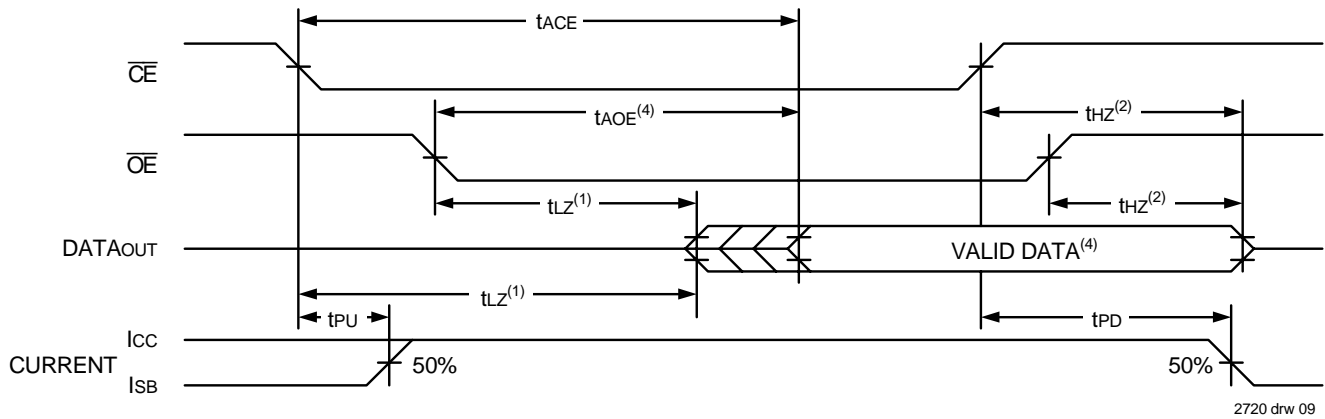 tACE
CE
tAOE(4)
tHZ(2)
OE
tLZ(1)
tHZ(2)
DATAOUT
VALID DATA(4)
tLZ(1)
tPU
tPD
ICC
CURRENT
50%
50%
ISB
2720 drw 09